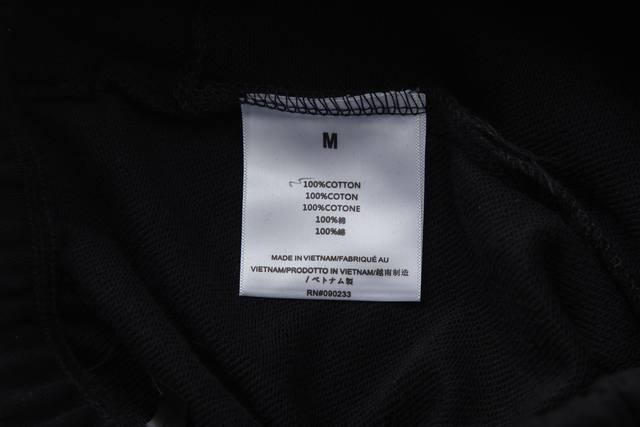 M
100%COTTON
100%COTON
100%COTONE
100%棉
100%綿
MADE IN VIETNAM/FABRIQUÉ AU
VIETNAM/PRODOTTO IN VIETNAM/越南制造
/ベトナム製
RN#090233